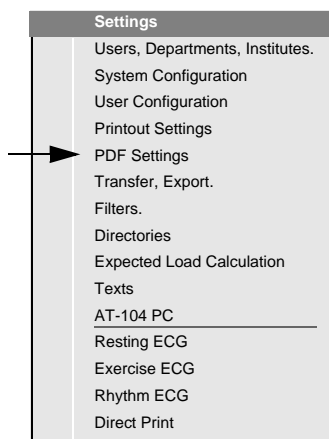 Settings
Users, Departments, Institutes.
System Configuration
User Configuration
Printout Settings
PDF Settings
Transfer, Export.
Filters.
Directories
Expected Load Calculation
Texts
AT-104 PC
Resting ECG
Exercise ECG
Rhythm ECG
Direct Print